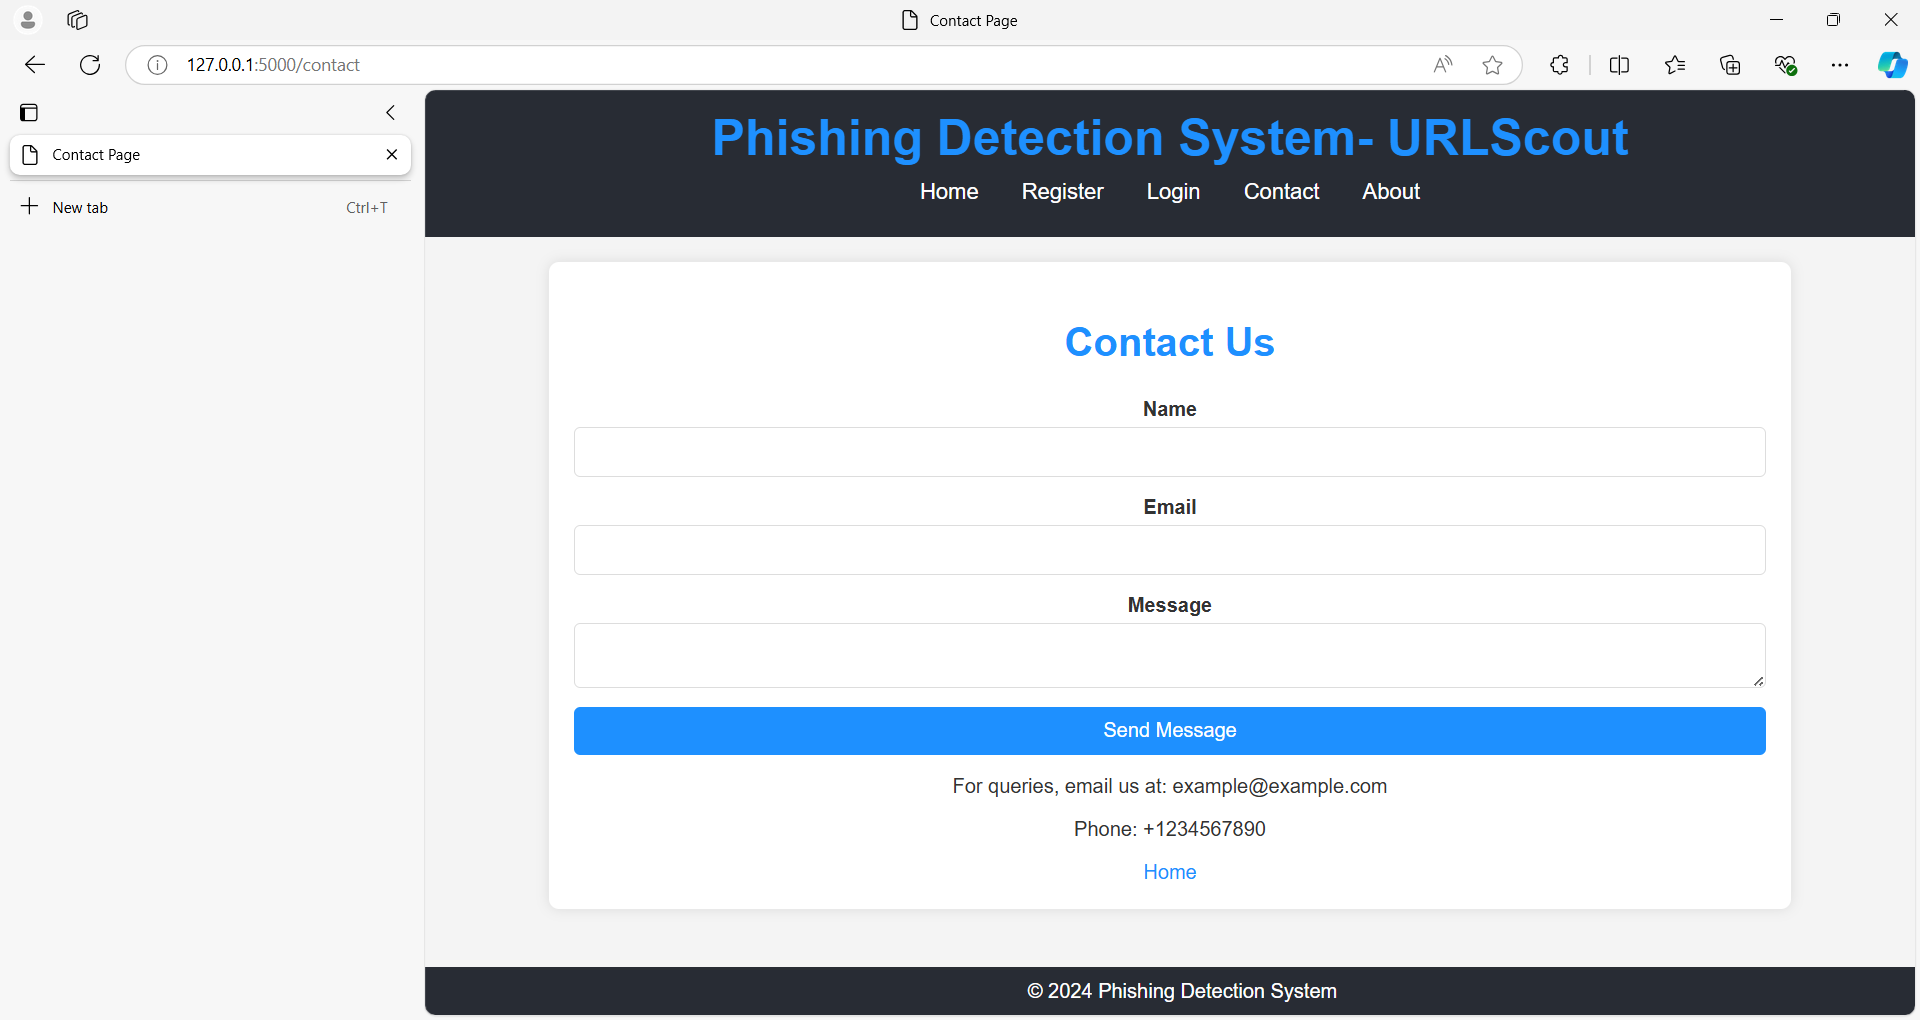 Contact Page
127.0.0.1:5000/contact
Contact Page
New tab Ctrl+T
Phishing Detection System- URLScout
Home Register Login Contact About
Contact Us
Name
Email
Message
Send Message
For queries, email us at: example@example.com
Phone: +1234567890
Home
© 2024 Phishing Detection System